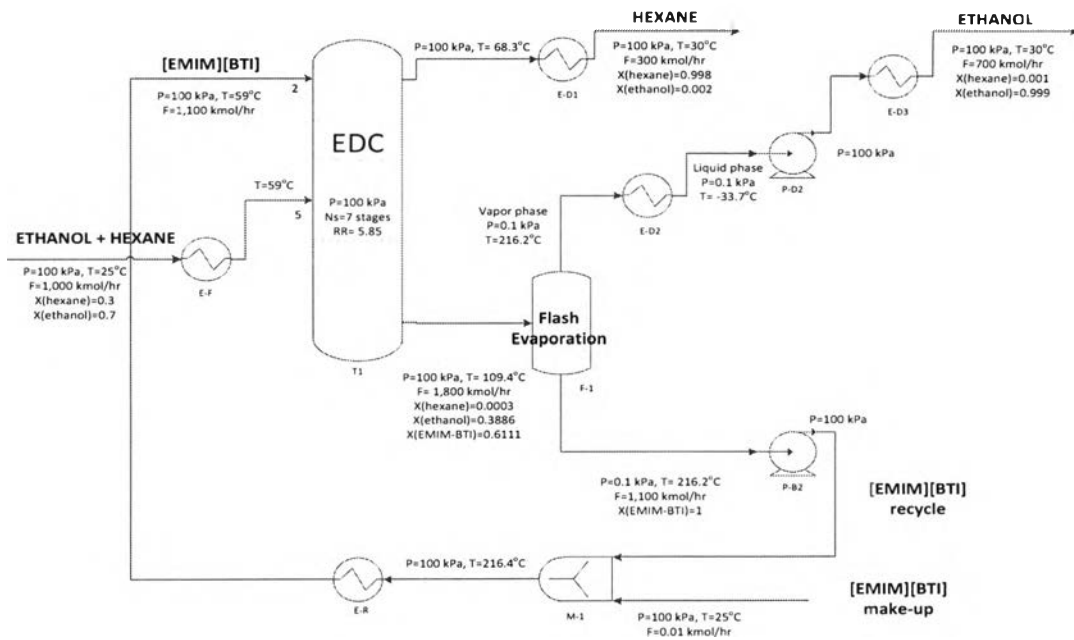 HEXANE
P=100 kPa, T=30°C
F=300 kmol/hr
X(hexane)=0.998
X(ethanol)=0.002
ETHANOL
P=100 kPa, T=30°C
F=700 kmol/hr
X(hexane)=0.001
X(ethanol)=0.999
P=100 kPa, T= 68.3°C
E-D1
E-D3
[EMIM][BTI]
P=100 kPa, T=59°C
F=1,100 kmol/hr
2
EDC
P=100 kPa
Ns=7 stages
RR= 5.85
T1
T=59°C
5
ETHANOL + HEXANE
P=100 kPa, T=25°C
F=1,000 kmol/hr
X(hexane)=0.3
X(ethanol)=0.7
E-F
Vapor phase
P=0.1 kPa
T=216.2°C
E-D2
Liquid phase
P=0.1 kPa
T= -33.7°C
P-D2
P=100 kPa
Flash
Evaporation
F-1
P=100 kPa, T= 109.4°C
F= 1,800 kmol/hr
X(hexane)=0.0003
X(ethanol)=0.3886
X(EMIM-BTI)=0.6111
P=100 kPa
P-B2
P=0.1 kPa, T= 216.2°C
F=1,100 kmol/hr
X(EMIM-BTI)=1
[EMIM][BTI]
recycle
P=100 kPa, T=216.4°C
E-R
M-1
P=100 kPa, T=25°C
F=0.01 kmol/hr
[EMIM][BTI]
make-up